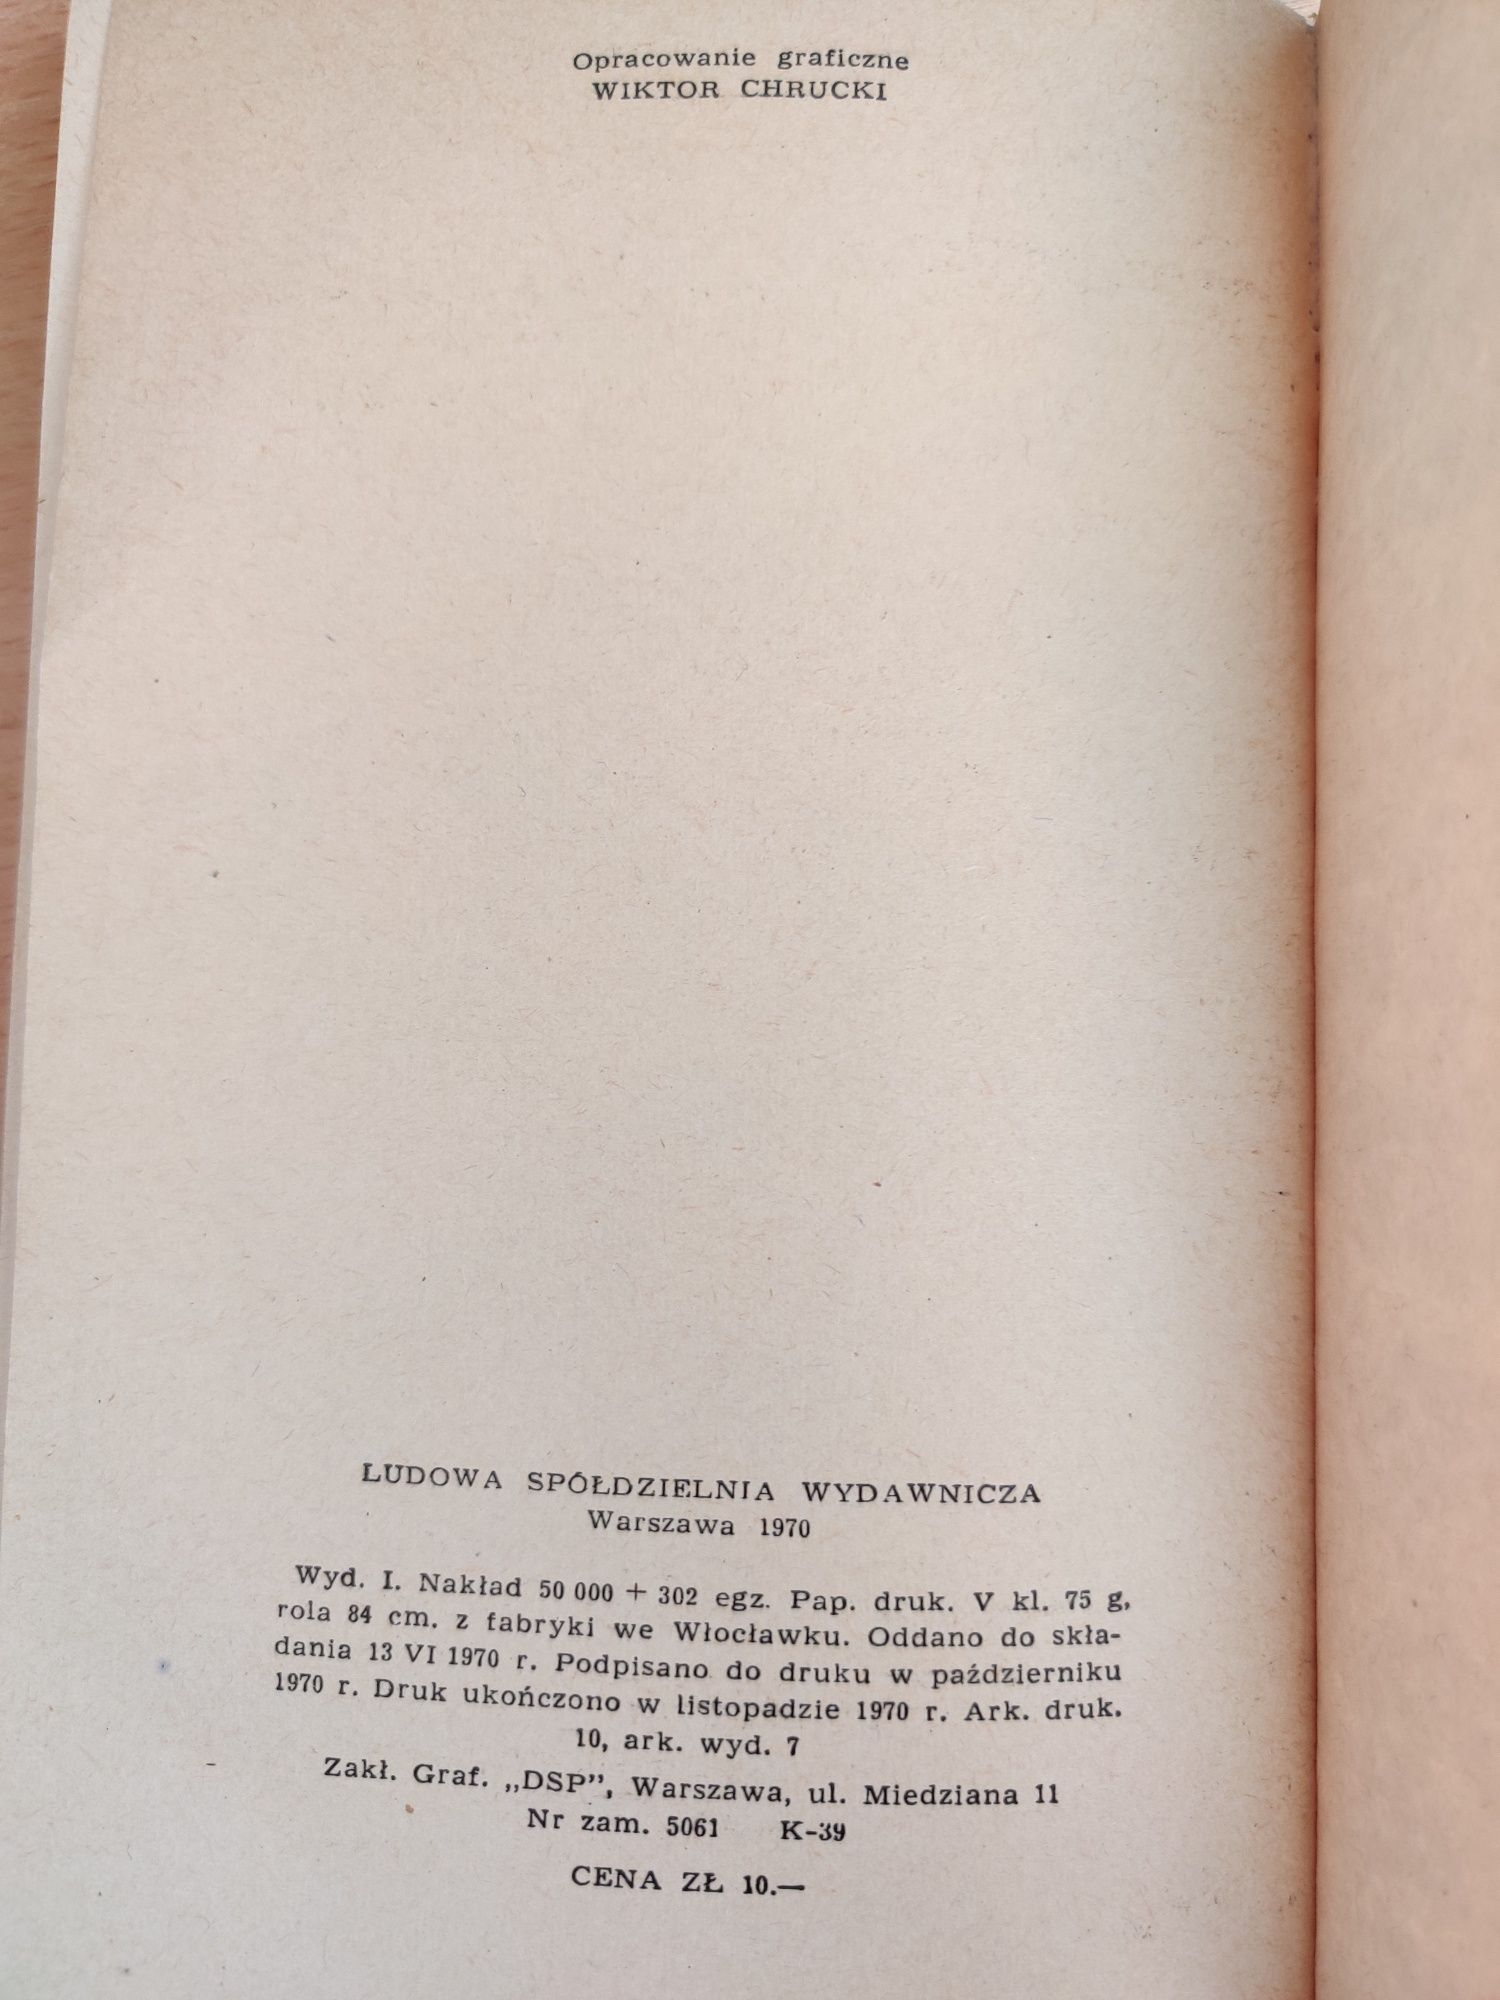 Opracowanie graficzne
WIKTOR CHRUCKI
LUDOWA SPÓŁDZIELNIA WYDAWNICZA
Warszawa 1970
Wyd. I. Nakład 50 000 + 302 egz. Pap. druk. V kl. 75 g,
rola 84 cm. z fabryki we Włocławku. Oddano do skła-
dania 13 VI 1970 r. Podpisano do druku w październiku
1970 r. Druk ukończono w listopadzie 1970 r. Ark. druk.
10, ark. wyd. 7
Zakł. Graf. „DSP”, Warszawa, ul. Miedziana 11
Nr zam. 5061 K-39
CENA ZŁ 10.—